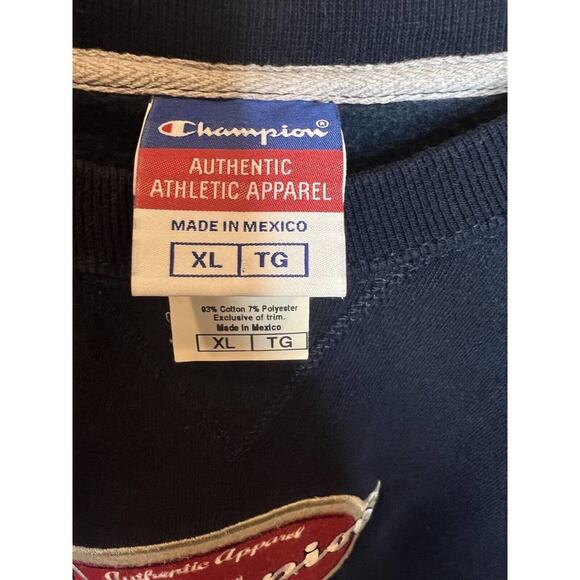 Champion®
AUTHENTIC
ATHLETIC APPAREL
MADE IN MEXICO
XL TG
93% Cotton 7% Polyester
Exclusive of trim.
Made in Mexico
XL TG
Authentic Apparel